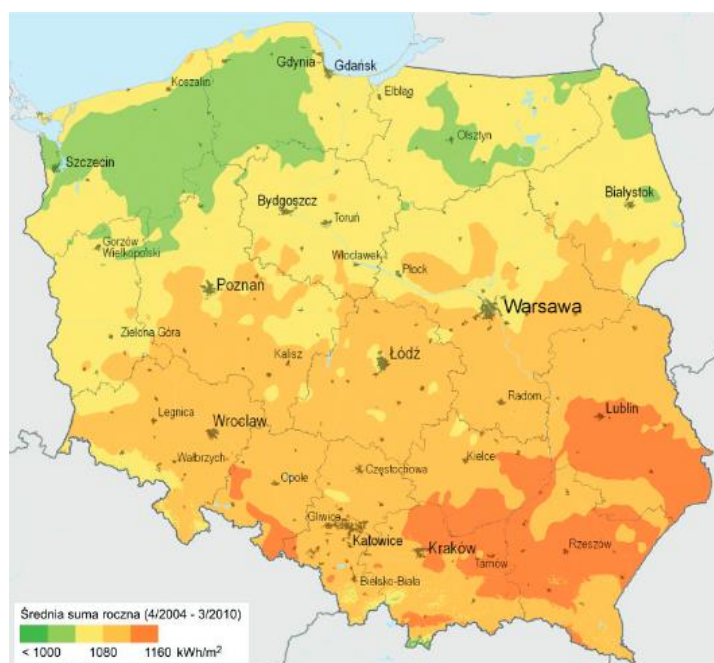 Gdynia
Gdańsk
Koszalin
Elbląg
Olsztyn
Szczecin
Białystok
Bydgoszcz
Toruń
Gorzów
Wielkopolski
Włocławek
Płock
Poznań
Warsawa
Zielona Góra
Kalisz
Łódź
Radom
Lublin
Legnica
Wrocław
Wałbrzych
Kielce
Częstochowa
Opole
Gliwice
Katowice
Kraków
Tarnów
Rzeszów
Bielsko-Biała
Średnia suma roczna (4/2004 - 3/2010)
< 1000 1080 1160 kWh/m²